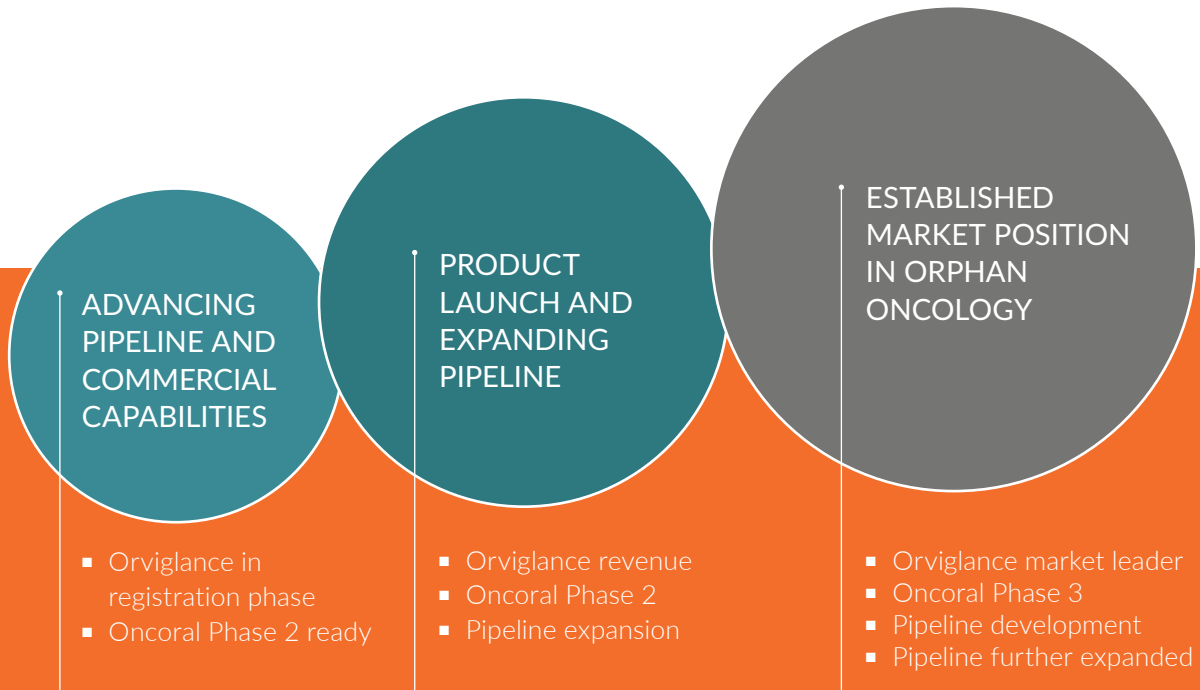 ADVANCING
PIPELINE AND
COMMERCIAL
CAPABILITIES
▪ Orviglance in
registration phase
▪ Oncoral Phase 2 ready
PRODUCT
LAUNCH AND
EXPANDING
PIPELINE
▪ Orviglance revenue
▪ Oncoral Phase 2
▪ Pipeline expansion
ESTABLISHED
MARKET POSITION
IN ORPHAN
ONCOLOGY
▪ Orviglance market leader
▪ Oncoral Phase 3
▪ Pipeline development
▪ Pipeline further expanded